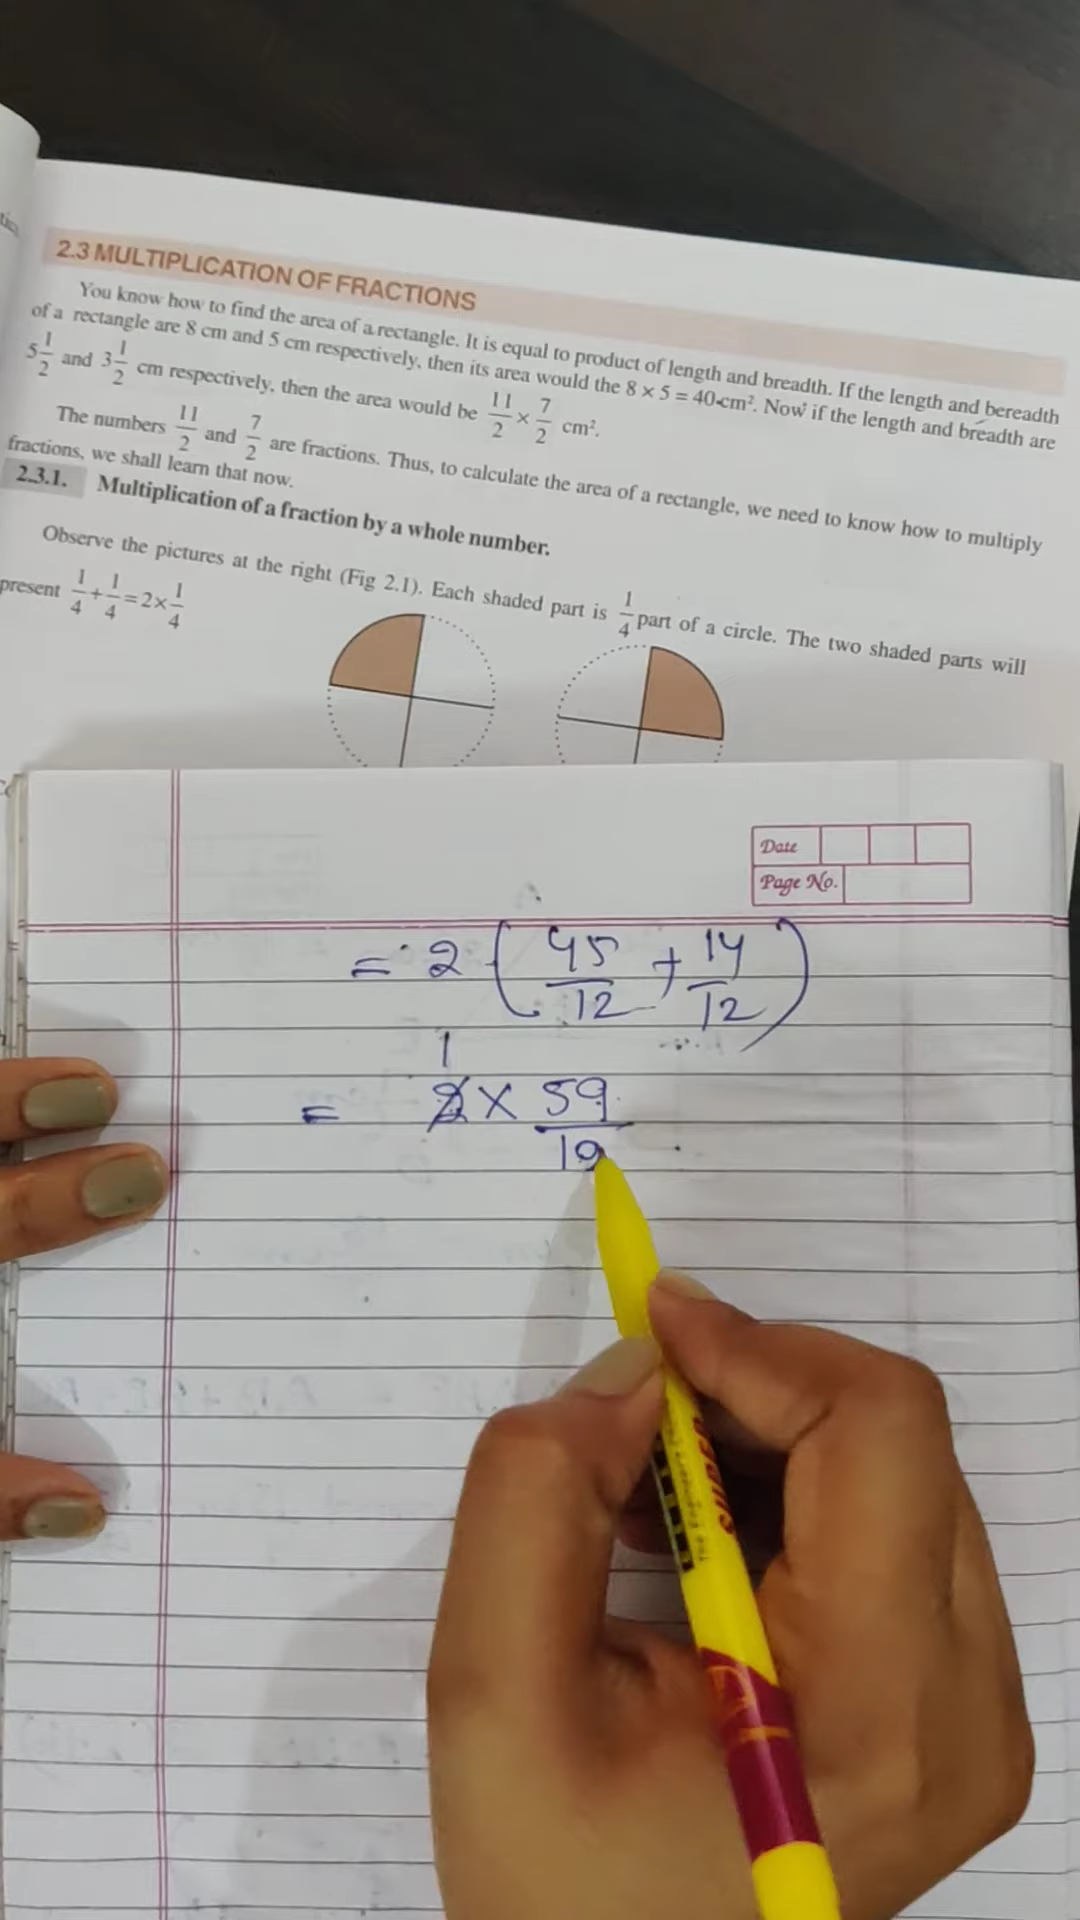 2.3 MULTIPLICATION OF FRACTIONS
You know how to find the area of a rectangle. It is equal to product of length and breadth. If the length and bereadth
of a rectangle are 8 cm and 5 cm respectively, then its area would the 8 × 5 = 40 cm². Now if the length and breadth are
5 1/2 and 3 1/2 cm respectively, then the area would be 11/2 × 7/2 cm².
The numbers 11/2 and 7/2 are fractions. Thus, to calculate the area of a rectangle, we need to know how to multiply
fractions, we shall learn that now.
2.3.1. Multiplication of a fraction by a whole number.
Observe the pictures at the right (Fig 2.1). Each shaded part is 1/4 part of a circle. The two shaded parts will
present 1/4 + 1/4 = 2 × 1/4
Date
Page No.
= 2 (45/12 + 14/12)
1
= 2 × 59/12